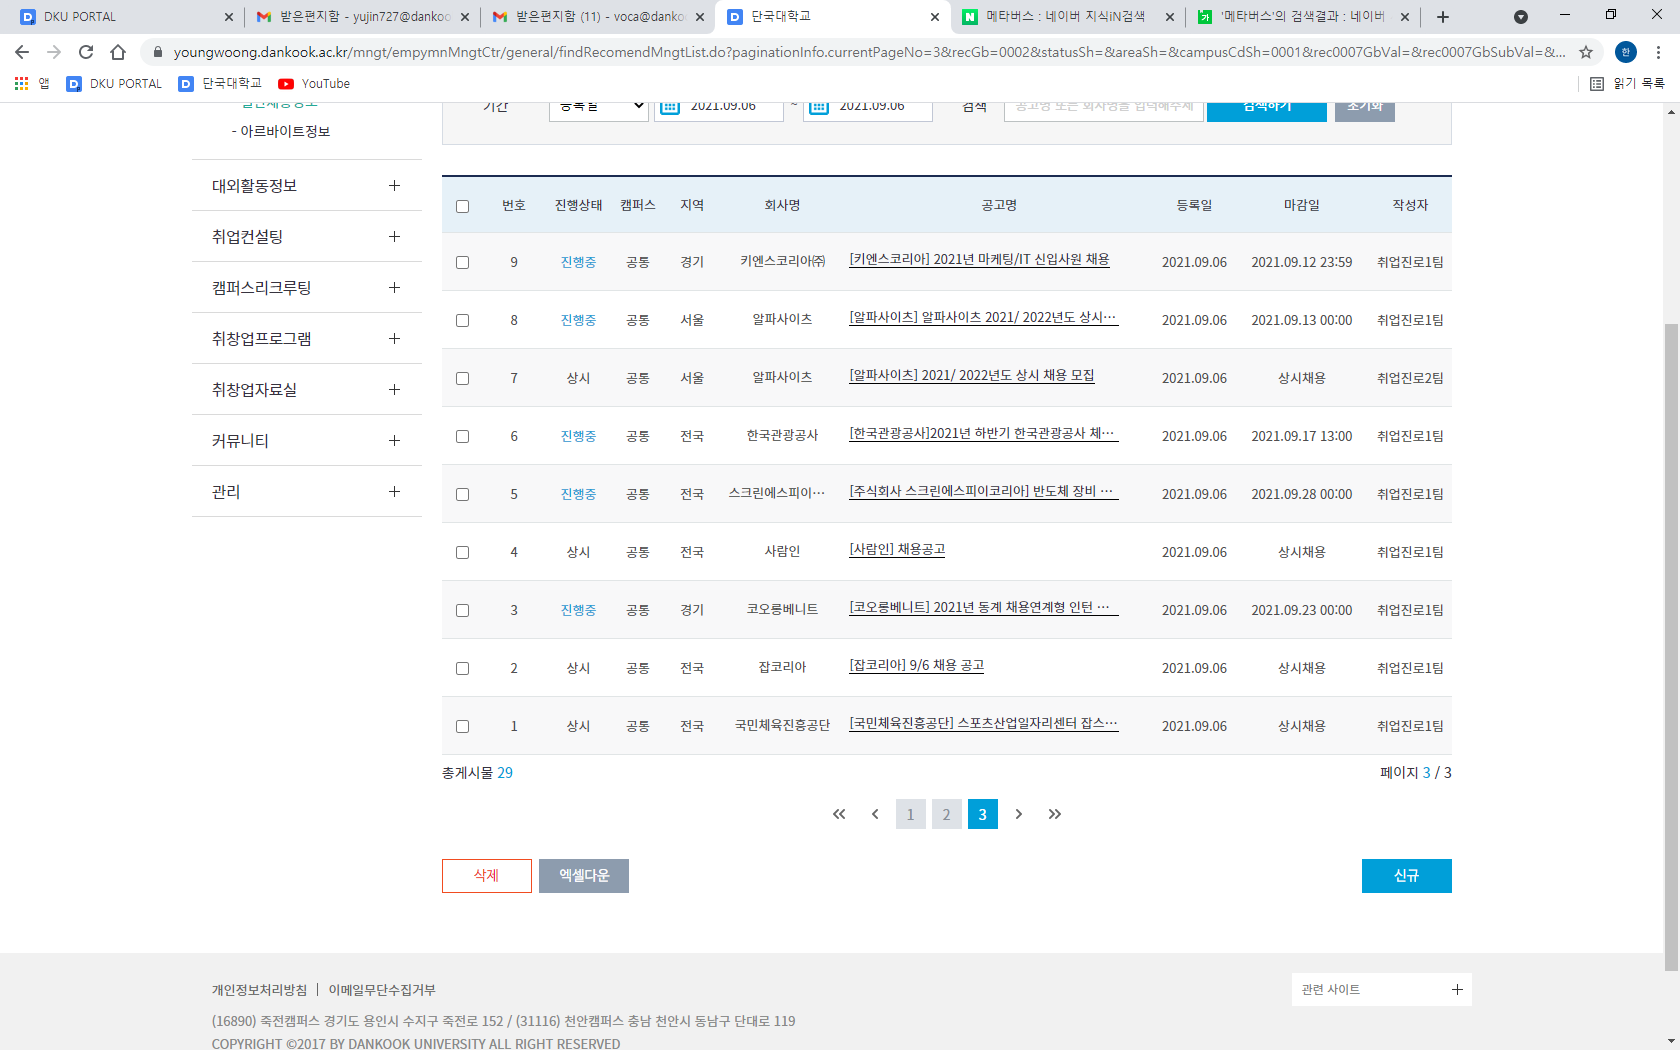 DKU PORTAL
받은편지함 - yujin727@danko
받은편지함 (11) - voca@danko
단국대학교
메타버스 : 네이버 지식iN검색
'메타버스'의 검색결과 : 네이버
youngwoong.dankook.ac.kr/mngt/empymnMngtCtr/general/findRecomendMngtList.do?paginationInfo.currentPageNo=3&recGb=0002&statusSh=&areaSh=&campusCdSh=0001&rec0007GbVal=&rec0007GbSubVal=&...
한
앱 DKU PORTAL 단국대학교 YouTube 읽기 목록
일반채용정보
- 아르바이트정보
대외활동정보 +
취업컨설팅 +
캠퍼스리크루팅 +
취창업프로그램 +
취창업자료실 +
커뮤니티 +
관리 +
기간 등록일 2021.09.06 ~ 2021.09.06 검색 공고명 또는 회사명을 입력해주세 검색하기 초기화
번호 진행상태 캠퍼스 지역 회사명 공고명 등록일 마감일 작성자
9 진행중 공통 경기 키엔스코리아㈜ [키엔스코리아] 2021년 마케팅/IT 신입사원 채용 2021.09.06 2021.09.12 23:59 취업진로1팀
8 진행중 공통 서울 알파사이츠 [알파사이츠] 알파사이츠 2021/ 2022년도 상시… 2021.09.06 2021.09.13 00:00 취업진로1팀
7 상시 공통 서울 알파사이츠 [알파사이츠] 2021/ 2022년도 상시 채용 모집 2021.09.06 상시채용 취업진로2팀
6 진행중 공통 전국 한국관광공사 [한국관광공사]2021년 하반기 한국관광공사 체… 2021.09.06 2021.09.17 13:00 취업진로1팀
5 진행중 공통 전국 스크린에스피이… [주식회사 스크린에스피이코리아] 반도체 장비 … 2021.09.06 2021.09.28 00:00 취업진로1팀
4 상시 공통 전국 사람인 [사람인] 채용공고 2021.09.06 상시채용 취업진로1팀
3 진행중 공통 경기 코오롱베니트 [코오롱베니트] 2021년 동계 채용연계형 인턴 … 2021.09.06 2021.09.23 00:00 취업진로1팀
2 상시 공통 전국 잡코리아 [잡코리아] 9/6 채용 공고 2021.09.06 상시채용 취업진로1팀
1 상시 공통 전국 국민체육진흥공단 [국민체육진흥공단] 스포츠산업일자리센터 잡스… 2021.09.06 상시채용 취업진로1팀
총게시물 29 페이지 3 / 3
« ‹ 1 2 3 › »
삭제 엑셀다운 신규
개인정보처리방침 | 이메일무단수집거부
관련 사이트 +
(16890) 죽전캠퍼스 경기도 용인시 수지구 죽전로 152 / (31116) 천안캠퍼스 충남 천안시 동남구 단대로 119
COPYRIGHT ©2017 BY DANKOOK UNIVERSITY ALL RIGHT RESERVED